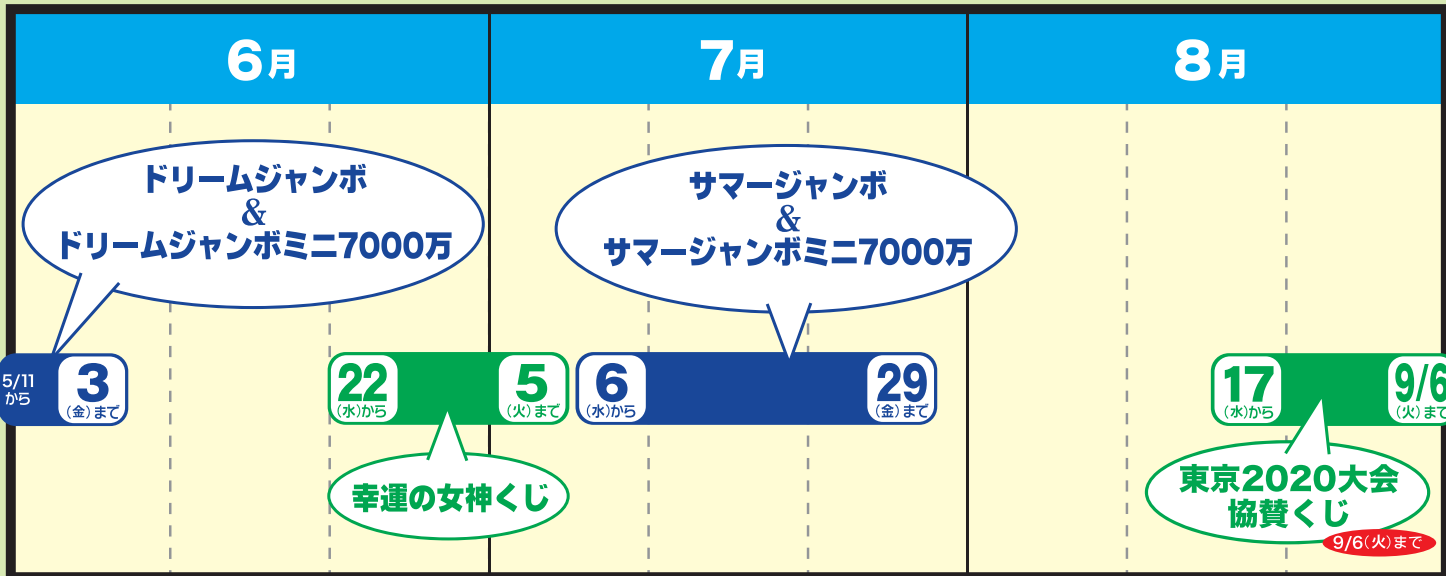 6月
7月
8月
ドリームジャンボ
&
ドリームジャンボミニ7000万
サマージャンボ
&
サマージャンボミニ7000万
5/11
から
3
(金)まで
22
(水)から
5
(火)まで
6
(水)から
29
(金)まで
17
(水)から
9/6
(火)まで
幸運の女神くじ
東京2020大会
協賛くじ
9/6(火)まで